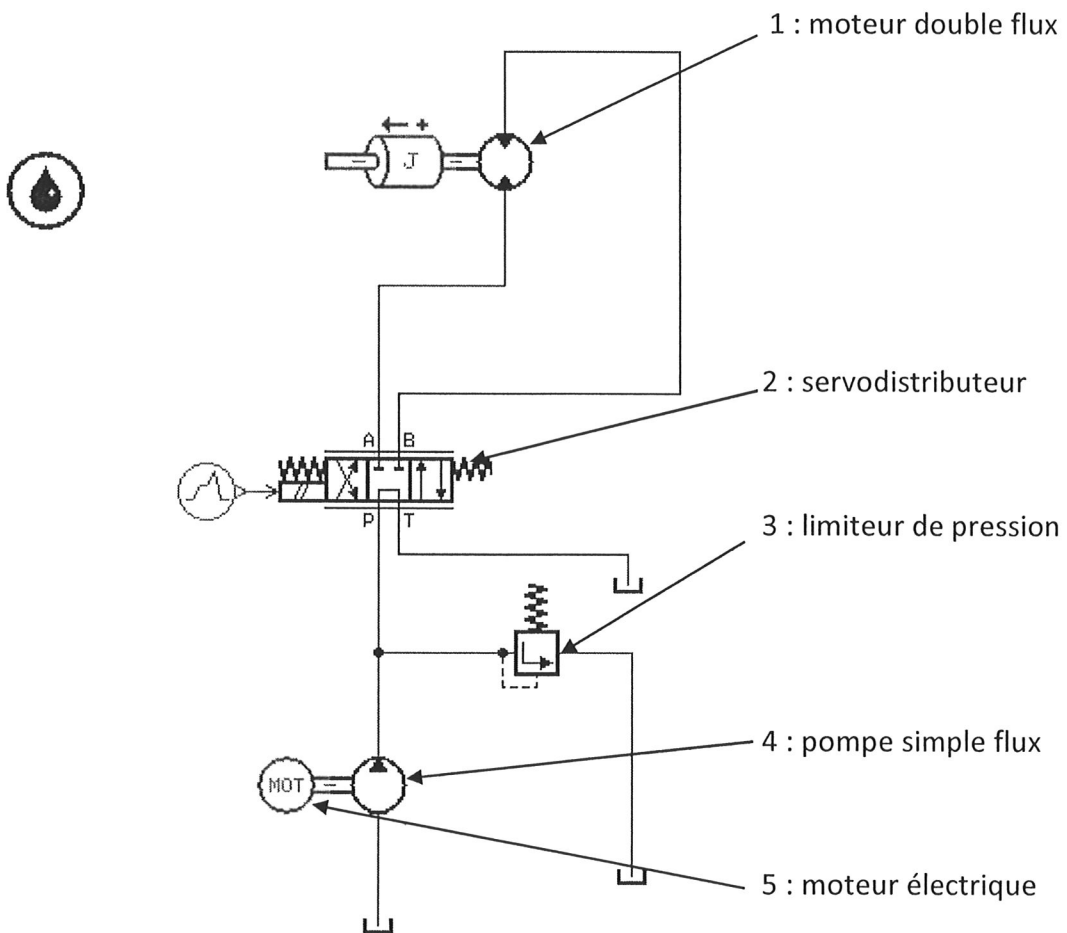 1 : moteur double flux
J
2 : servodistributeur
A B
P T
3 : limiteur de pression
4 : pompe simple flux
MOT
5 : moteur électrique